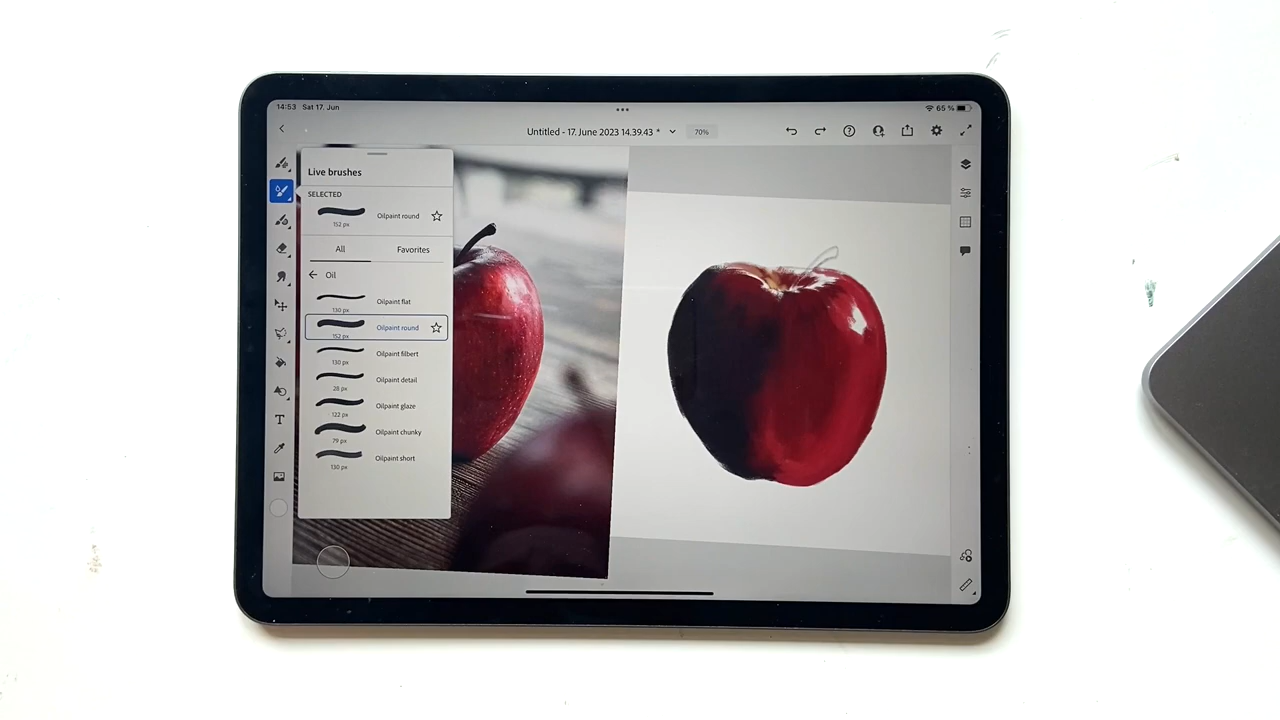 14:53 Sat 17. Jun
65 %
Untitled - 17. June 2023 14.39.43 *
70%
Live brushes
SELECTED
Oilpaint round
152 px
All Favorites
Oil
Oilpaint flat
130 px
Oilpaint round
152 px
Oilpaint filbert
130 px
Oilpaint detail
28 px
Oilpaint glaze
122 px
Oilpaint chunky
79 px
Oilpaint short
130 px
T